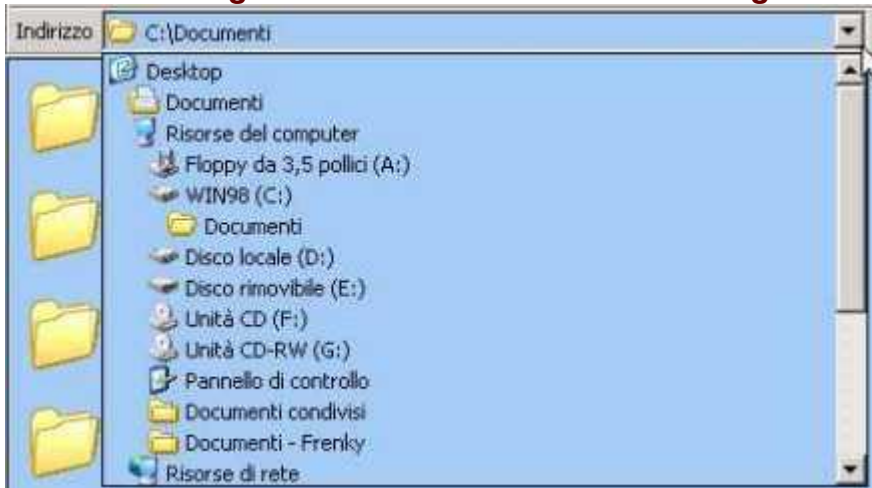 Indirizzo C:\Documenti
Desktop
Documenti
Risorse del computer
Floppy da 3,5 pollici (A:)
WIN98 (C:)
Documenti
Disco locale (D:)
Disco rimovibile (E:)
Unità CD (F:)
Unità CD-RW (G:)
Pannello di controllo
Documenti condivisi
Documenti - Frenky
Risorse di rete